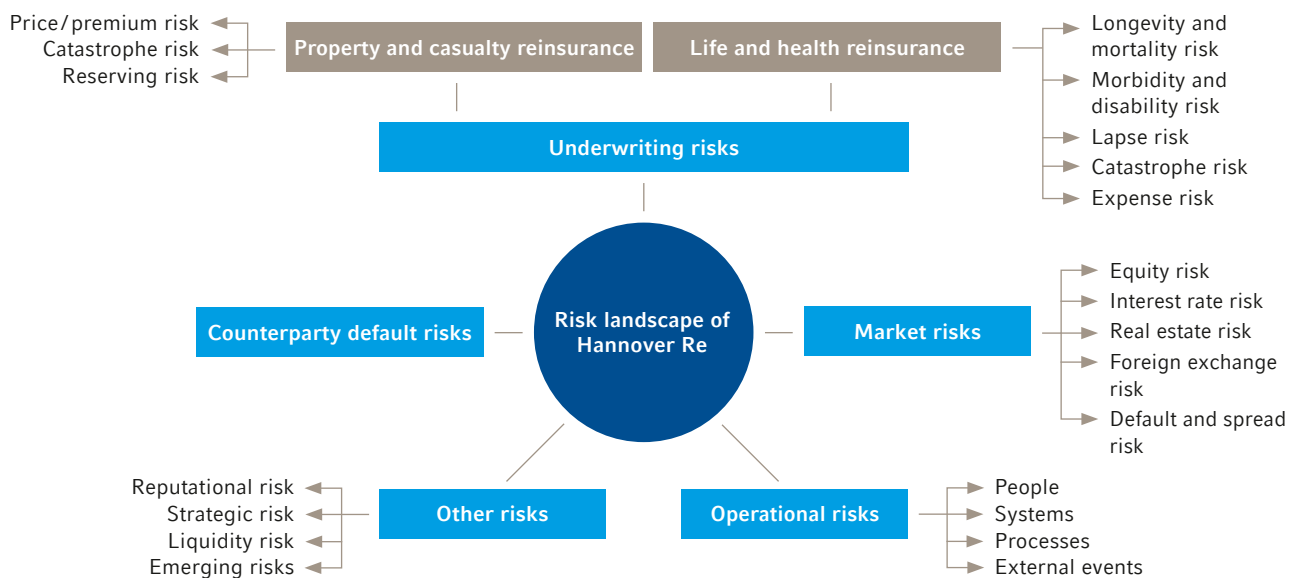 Price/premium risk
Catastrophe risk
Reserving risk
Property and casualty reinsurance
Life and health reinsurance
Longevity and
mortality risk
Morbidity and
disability risk
Lapse risk
Catastrophe risk
Expense risk
Underwriting risks
Counterparty default risks
Risk landscape of
Hannover Re
Market risks
Equity risk
Interest rate risk
Real estate risk
Foreign exchange
risk
Default and spread
risk
Reputational risk
Strategic risk
Liquidity risk
Emerging risks
Other risks
Operational risks
People
Systems
Processes
External events